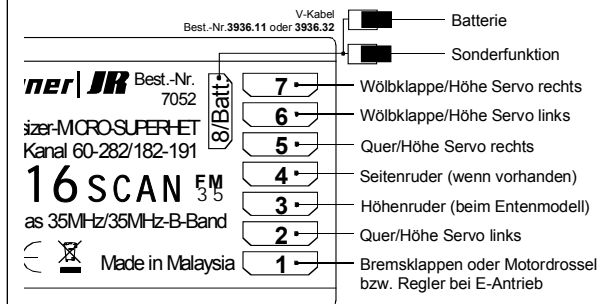 V-Kabel
Best.-Nr.3936.11 oder 3936.32
Batterie
Sonderfunktion
JR Best.-Nr.
7052
8/Batt.
7 Wölbklappe/Höhe Servo rechts
6 Wölbklappe/Höhe Servo links
MICRO-SUPERHET
5 Quer/Höhe Servo rechts
Kanal 60-282/182-191
4 Seitenruder (wenn vorhanden)
16 SCAN FM 35
3 Höhenruder (beim Entenmodell)
as 35MHz/35MHz-B-Band
2 Quer/Höhe Servo links
CE Made in Malaysia
1 Bremsklappen oder Motordrossel
bzw. Regler bei E-Antrieb